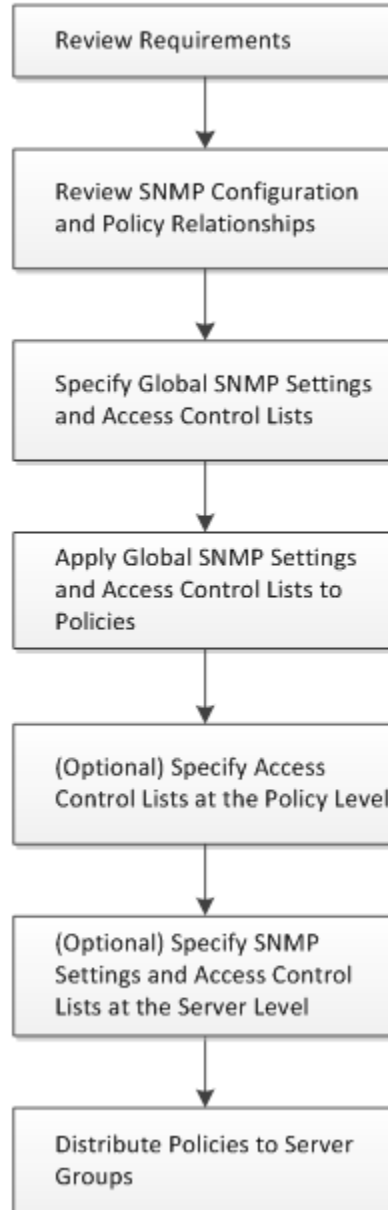 Review Requirements
Review SNMP Configuration
and Policy Relationships
Specify Global SNMP Settings
and Access Control Lists
Apply Global SNMP Settings
and Access Control Lists to
Policies
(Optional) Specify Access
Control Lists at the Policy Level
(Optional) Specify SNMP
Settings and Access Control
Lists at the Server Level
Distribute Policies to Server
Groups